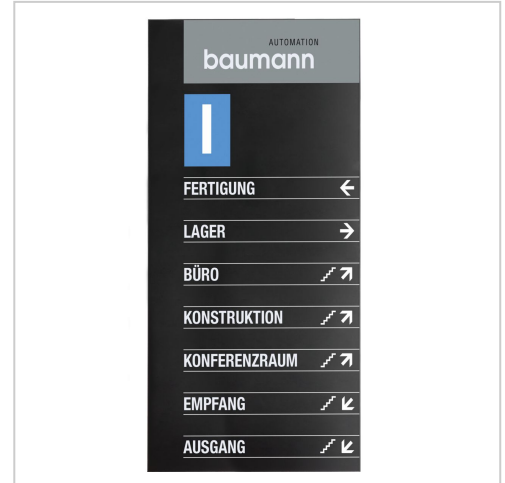 AUTOMATION
baumann
I
FERTIGUNG ←
LAGER →
BÜRO ↗
KONSTRUKTION ↗
KONFERENZRAUM ↗
EMPFANG ↙
AUSGANG ↙